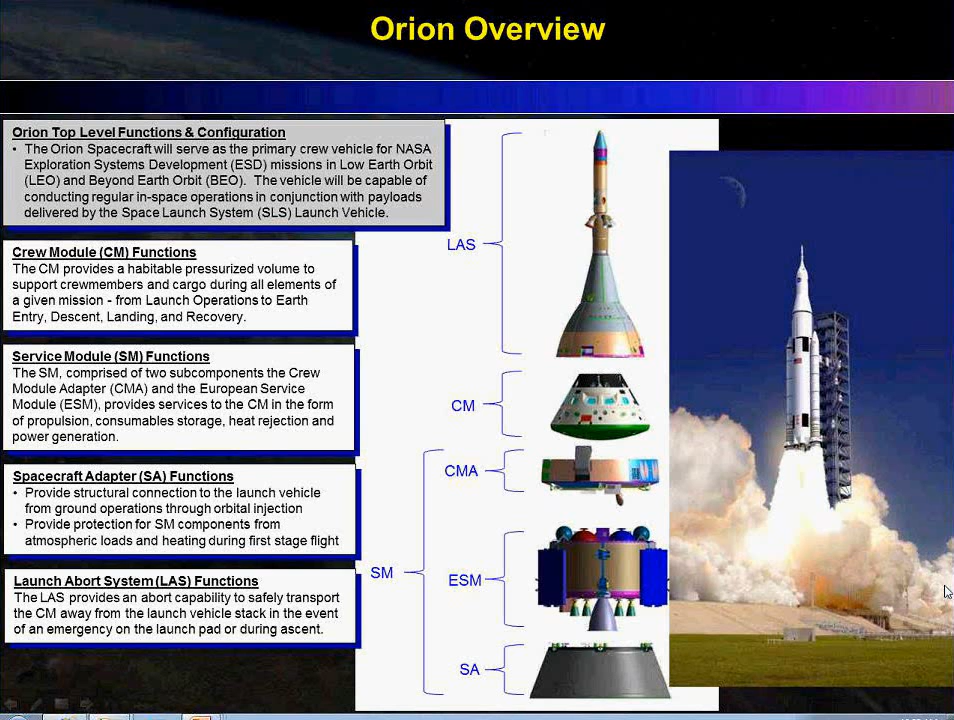 Orion Overview
Orion Top Level Functions & Configuration
• The Orion Spacecraft will serve as the primary crew vehicle for NASA
Exploration Systems Development (ESD) missions in Low Earth Orbit
(LEO) and Beyond Earth Orbit (BEO). The vehicle will be capable of
conducting regular in-space operations in conjunction with payloads
delivered by the Space Launch System (SLS) Launch Vehicle.
Crew Module (CM) Functions
The CM provides a habitable pressurized volume to
support crewmembers and cargo during all elements of
a given mission - from Launch Operations to Earth
Entry, Descent, Landing, and Recovery.
Service Module (SM) Functions
The SM, comprised of two subcomponents the Crew
Module Adapter (CMA) and the European Service
Module (ESM), provides services to the CM in the form
of propulsion, consumables storage, heat rejection and
power generation.
Spacecraft Adapter (SA) Functions
• Provide structural connection to the launch vehicle
from ground operations through orbital injection
• Provide protection for SM components from
atmospheric loads and heating during first stage flight
Launch Abort System (LAS) Functions
The LAS provides an abort capability to safely transport
the CM away from the launch vehicle stack in the event
of an emergency on the launch pad or during ascent.
LAS
CM
CMA
SM
ESM
SA